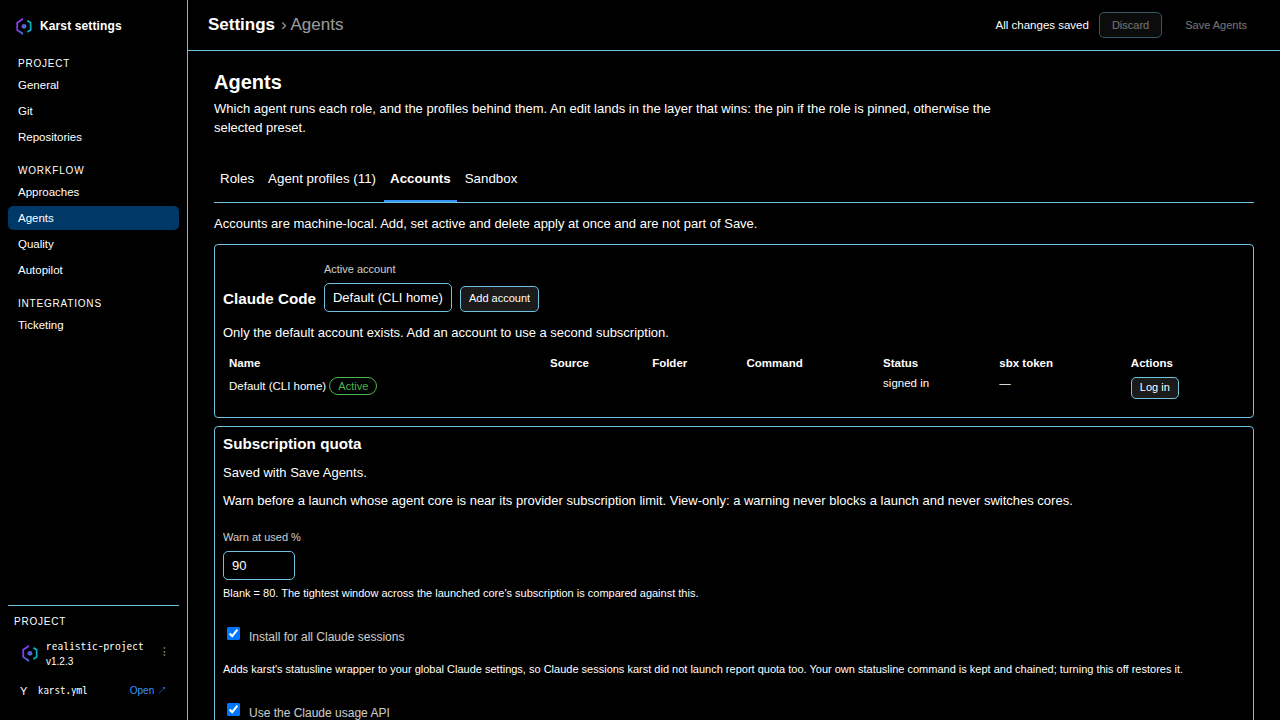 Karst settings
PROJECT
General
Git
Repositories
WORKFLOW
Approaches
Agents
Quality
Autopilot
INTEGRATIONS
Ticketing
PROJECT
realistic-project
v1.2.3
⋮
Y karst.yml Open ↗
Settings › Agents
All changes saved Discard Save Agents
Agents
Which agent runs each role, and the profiles behind them. An edit lands in the layer that wins: the pin if the role is pinned, otherwise the
selected preset.
Roles Agent profiles (11) Accounts Sandbox
Accounts are machine-local. Add, set active and delete apply at once and are not part of Save.
Active account
Claude Code Default (CLI home) Add account
Only the default account exists. Add an account to use a second subscription.
Name Source Folder Command Status sbx token Actions
Default (CLI home) Active signed in — Log in
Subscription quota
Saved with Save Agents.
Warn before a launch whose agent core is near its provider subscription limit. View-only: a warning never blocks a launch and never switches cores.
Warn at used %
90
Blank = 80. The tightest window across the launched core's subscription is compared against this.
Install for all Claude sessions
Adds karst's statusline wrapper to your global Claude settings, so Claude sessions karst did not launch report quota too. Your own statusline command is kept and chained; turning this off restores it.
Use the Claude usage API